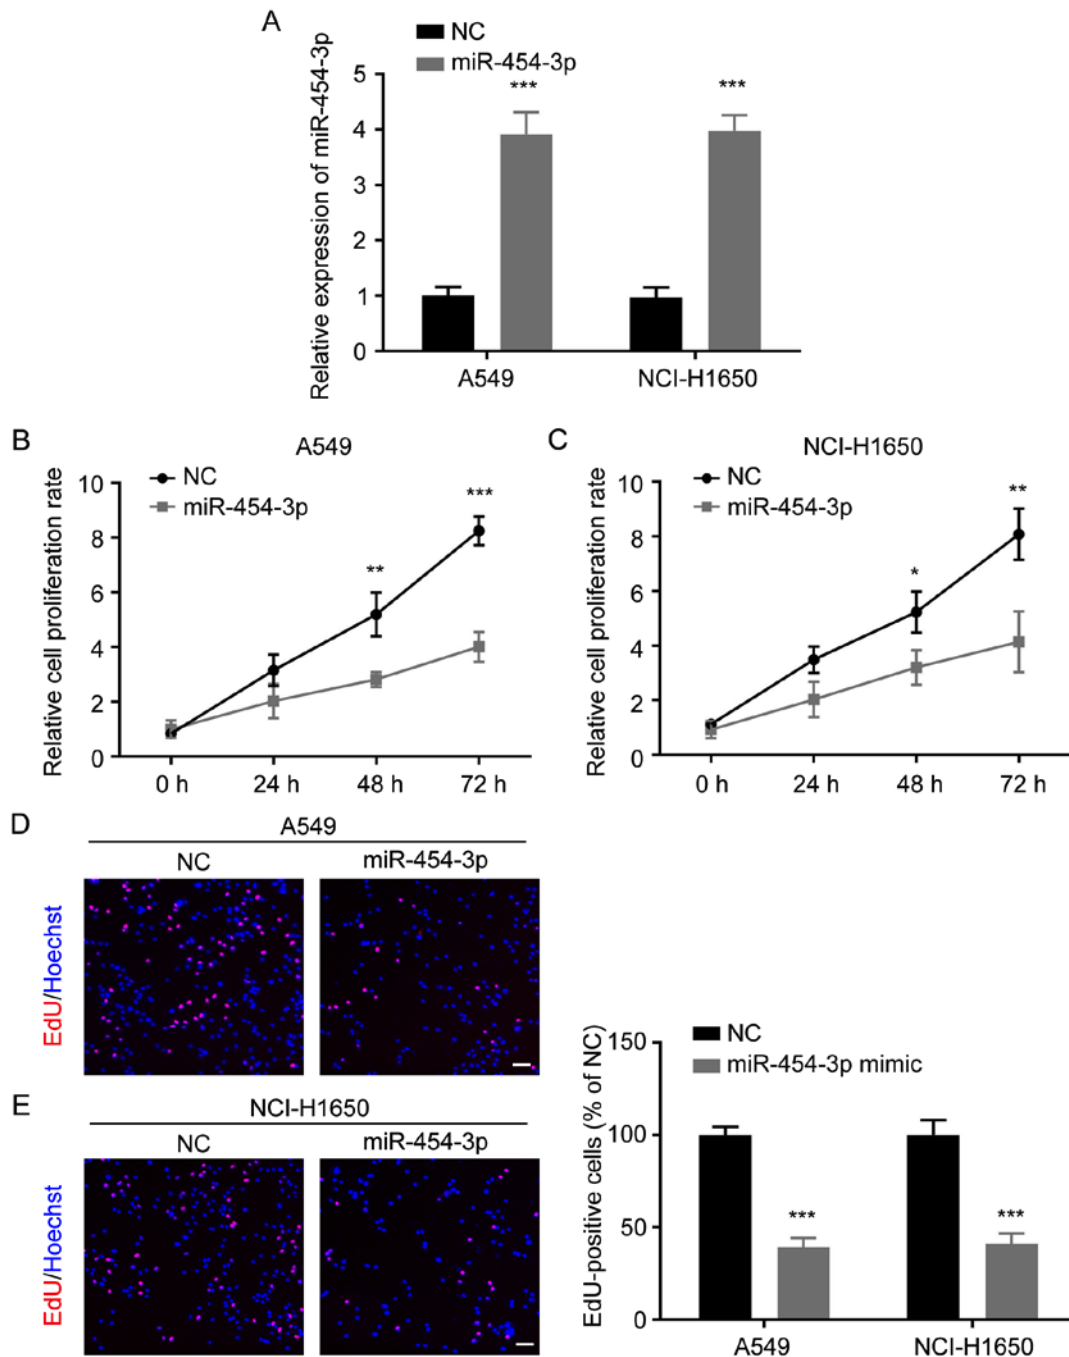 A
NC
miR-454-3p
Relative expression of miR-454-3p
5
4
3
2
1
0
***
***
A549
NCI-H1650
B
A549
NC
miR-454-3p
Relative cell proliferation rate
10
8
6
4
2
0
**
***
0 h
24 h
48 h
72 h
C
NCI-H1650
NC
miR-454-3p
Relative cell proliferation rate
10
8
6
4
2
0
*
**
0 h
24 h
48 h
72 h
D
A549
NC
miR-454-3p
EdU/Hoechst
E
NCI-H1650
NC
miR-454-3p
EdU/Hoechst
NC
miR-454-3p mimic
EdU-positive cells (% of NC)
150
100
50
0
***
***
A549
NCI-H1650